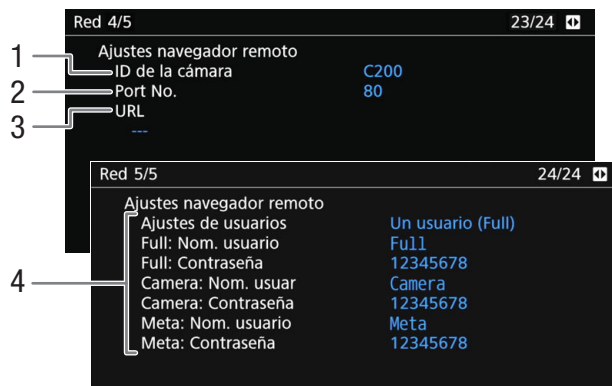 Red 4/5 23/24
Ajustes navegador remoto
1 ID de la cámara C200
2 Port No. 80
3 URL
---
Red 5/5 24/24
Ajustes navegador remoto
Ajustes de usuarios Un usuario (Full)
Full: Nom. usuario Full
Full: Contraseña 12345678
4 Camera: Nom. usuar Camera
Camera: Contraseña 12345678
Meta: Nom. usuario Meta
Meta: Contraseña 12345678